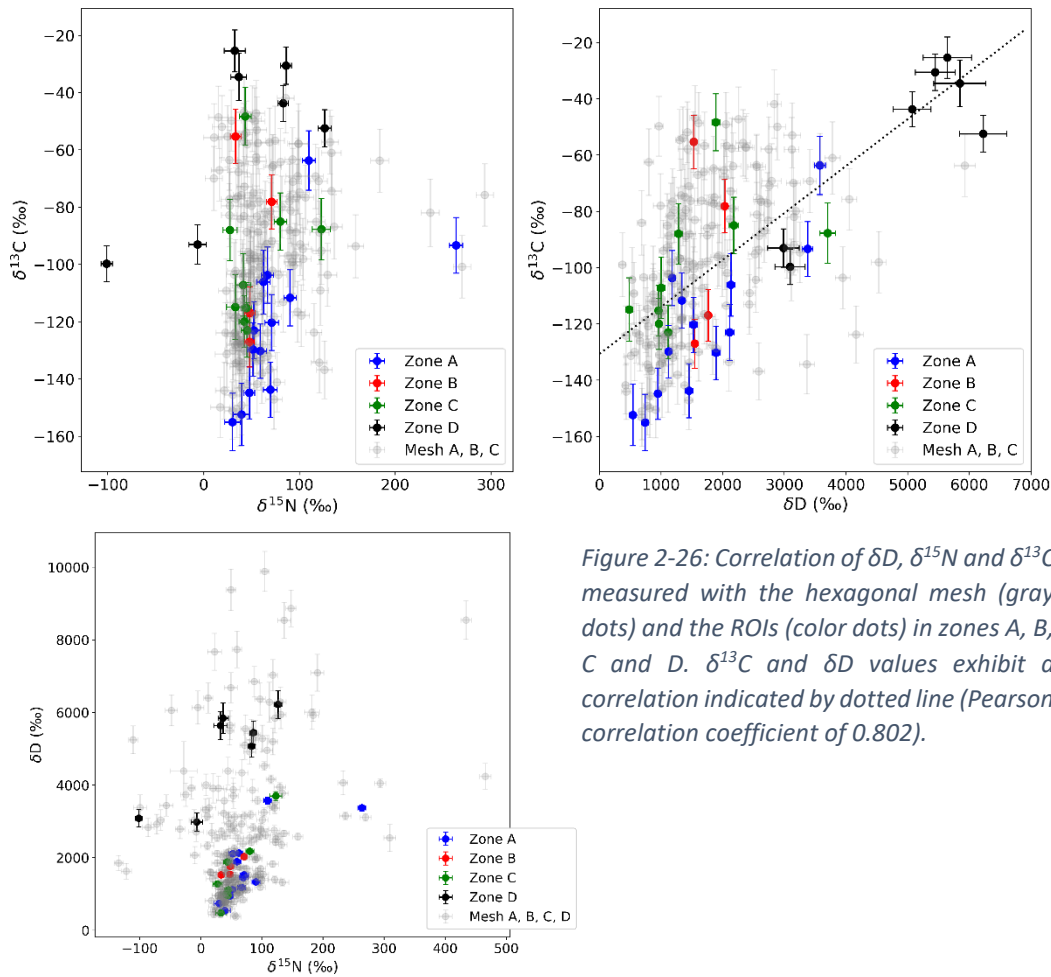 −20
−40
−60
−80
−100
−120
−140
−160
δ¹³C (‰)
−100
0
100
200
300
δ¹⁵N (‰)
Zone A
Zone B
Zone C
Zone D
Mesh A, B, C
−20
−40
−60
−80
−100
−120
−140
−160
δ¹³C (‰)
0
1000
2000
3000
4000
5000
6000
7000
δD (‰)
Zone A
Zone B
Zone C
Zone D
Mesh A, B, C
10000
8000
6000
4000
2000
0
δD (‰)
−100
0
100
200
300
400
500
δ¹⁵N (‰)
Zone A
Zone B
Zone C
Zone D
Mesh A, B, C, D
Figure 2-26: Correlation of δD, δ¹⁵N and δ¹³C
measured with the hexagonal mesh (gray
dots) and the ROIs (color dots) in zones A, B,
C and D. δ¹³C and δD values exhibit a
correlation indicated by dotted line (Pearson
correlation coefficient of 0.802).